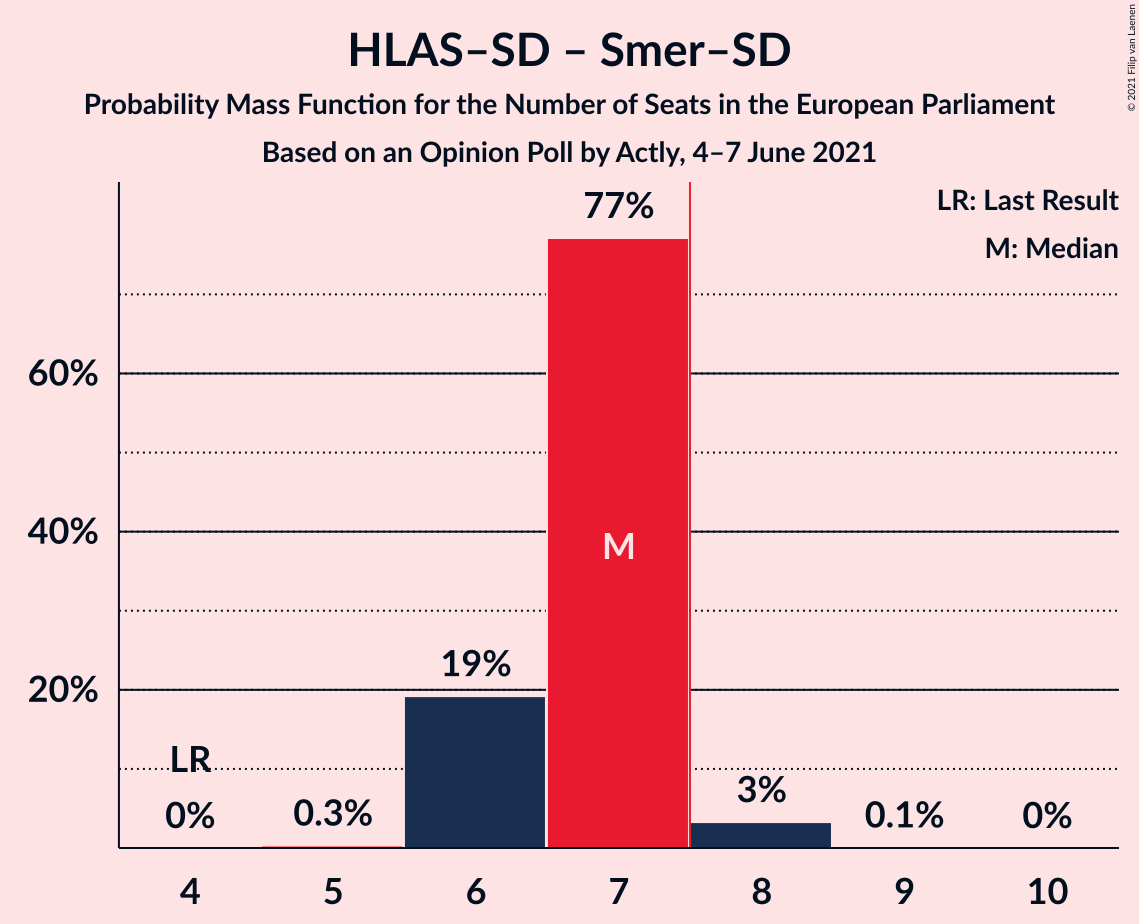 HLAS–SD – Smer–SD
Probability Mass Function for the Number of Seats in the European Parliament
Based on an Opinion Poll by Actly, 4–7 June 2021
© 2021 Filip van Laenen
LR: Last Result
M: Median
77%
60%
40%
M
19%
20%
LR
0%
0.3%
3%
0.1%
0%
4 5 6 7 8 9 10